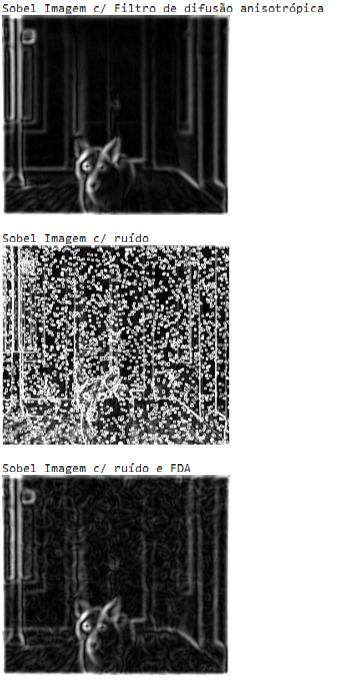 Sobel Imagem c/ Filtro de difusão anisotrópica
Sobel Imagem c/ ruído
Sobel Imagem c/ ruído e FDA